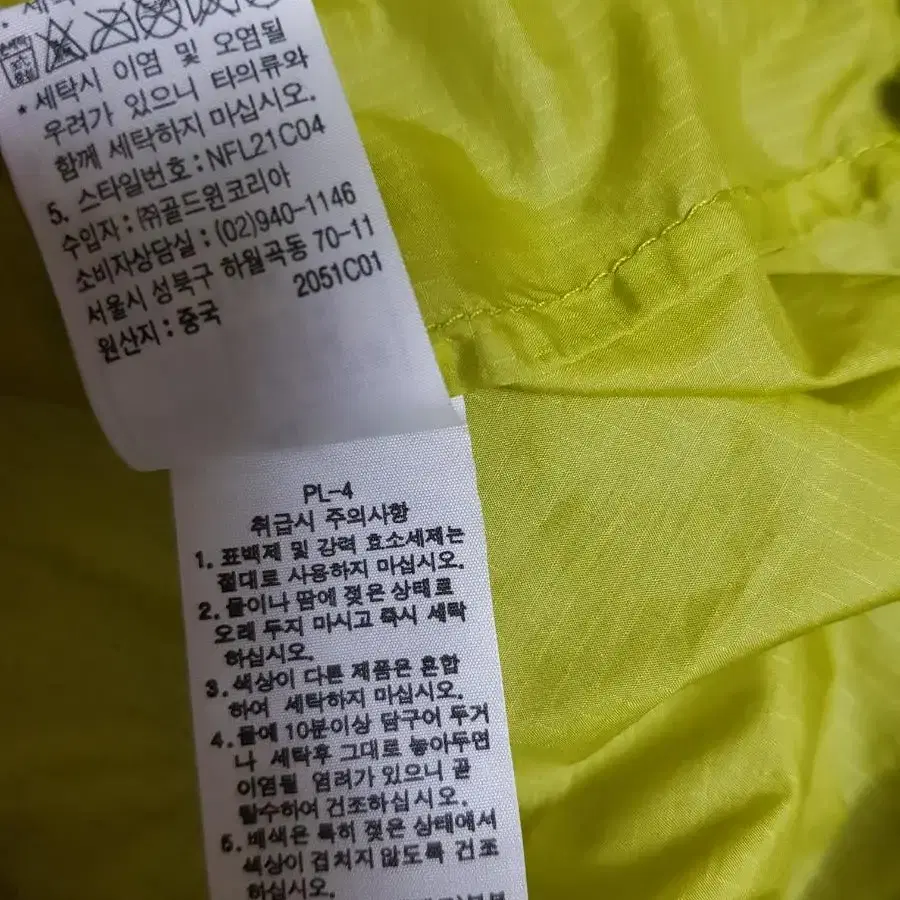 * 세탁
* 세탁시 이염 및 오염될
우려가 있으니 타의류와
함께 세탁하지 마십시오.
5. 스타일번호 : NFL21C04
수입자 : ㈜골드윈코리아
소비자상담실 : (02)940-1146
서울시 성북구 하월곡동 70-11
원산지 : 중국 2051C01
PL-4
취급시 주의사항
1. 표백제 및 강력 효소세제는
절대로 사용하지 마십시오.
2. 물이나 땀에 젖은 상태로
오래 두지 마시고 즉시 세탁
하십시오.
3. 색상이 다른 제품은 혼합
하여 세탁하지 마십시오.
4. 물에 10분이상 담구어 두거
나 세탁후 그대로 놓아두면
이염될 염려가 있으니 곧
탈수하여 건조하십시오.
5. 배색은 특히 젖은 상태에서
색상이 겹치지 않도록 건조
하십시오.